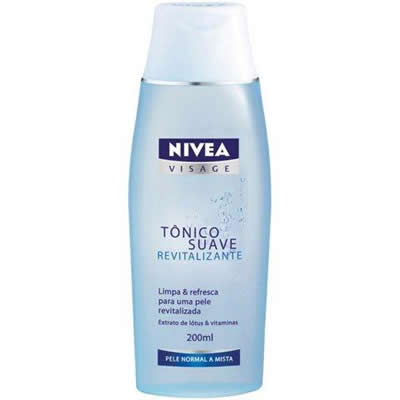 NIVEA
VISAGE
TÔNICO
SUAVE
REVITALIZANTE
Limpa & refresca
para uma pele
revitalizada
Extrato de lótus & vitaminas
200ml
PELE NORMAL A MISTA